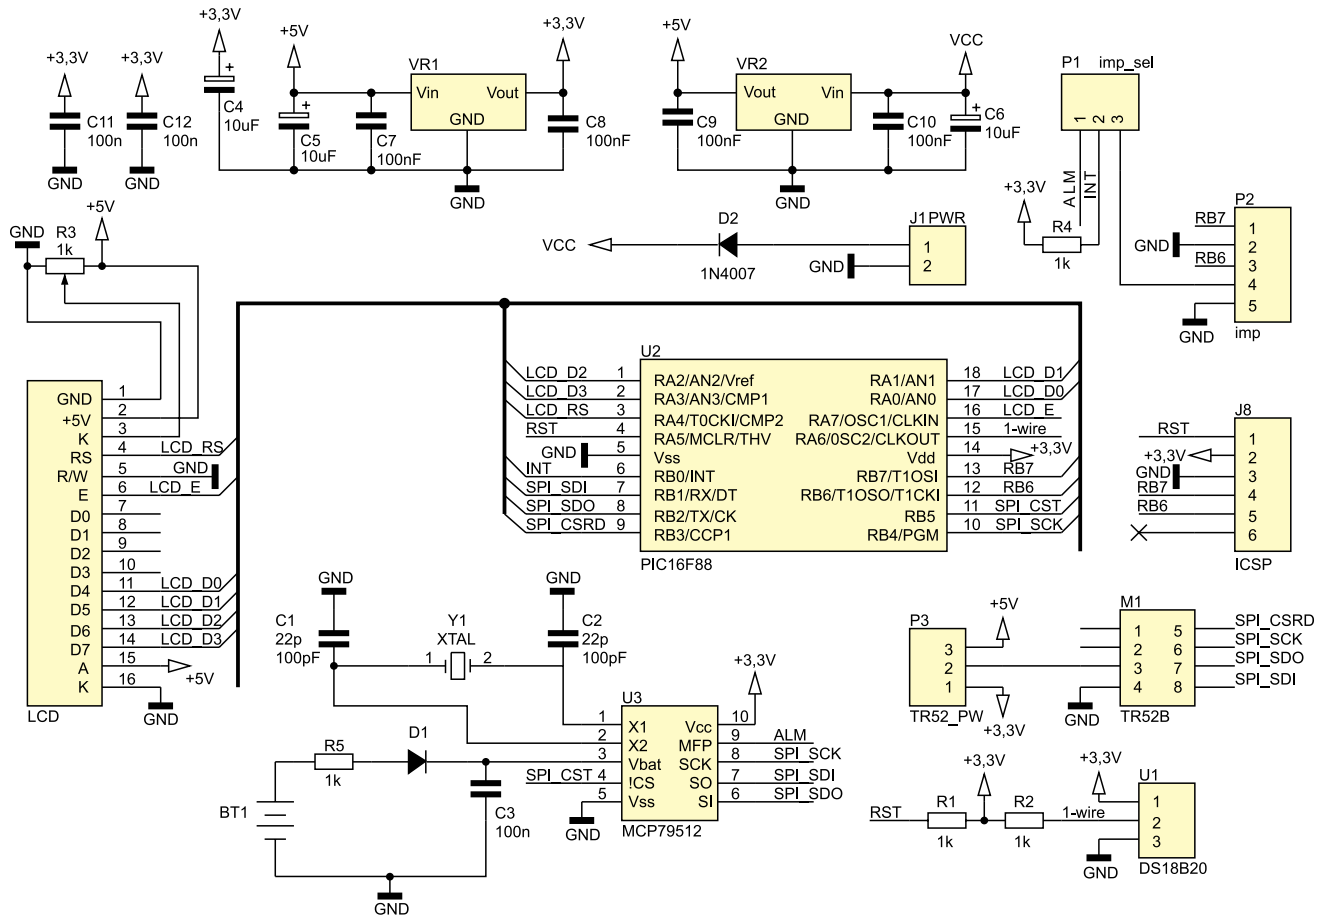 +3,3V
+3,3V
C11
100n
C12
100n
GND
GND
+3,3V
+
C4
10uF
+5V
+
C5
10uF
C7
100nF
VR1
Vin
Vout
GND
+3,3V
C8
100nF
GND
+5V
C9
100nF
VR2
Vout
Vin
GND
VCC
C10
100nF
+
C6
10uF
GND
P1
imp_sel
1
2
3
ALM
INT
+3,3V
R4
1k
P2
RB7
1
GND
2
RB6
3
4
5
GND
imp
VCC
D2
1N4007
J1PWR
1
2
GND
+5V
GND
R3
1k
GND
1
+5V
2
K
3
RS
4
LCD_RS
R/W
5
GND
E
6
LCD_E
D0
7
D1
8
D2
9
D3
10
D4
11
LCD_D0
D5
12
LCD_D1
D6
13
LCD_D2
D7
14
LCD_D3
A
15
+5V
K
16
GND
LCD
U2
LCD_D2
1
RA2/AN2/Vref
LCD_D3
2
RA3/AN3/CMP1
LCD_RS
3
RA4/T0CKI/CMP2
RST
4
RA5/MCLR/THV
GND
5
Vss
INT
6
RB0/INT
SPI_SDI
7
RB1/RX/DT
SPI_SDO
8
RB2/TX/CK
SPI_CSRD
9
RB3/CCP1
RA1/AN1
18
LCD_D1
RA0/AN0
17
LCD_D0
RA7/OSC1/CLKIN
16
LCD_E
RA6/0SC2/CLKOUT
15
1-wire
Vdd
14
+3,3V
RB7/T1OSI
13
RB7
RB6/T1OSO/T1CKI
12
RB6
RB5
11
SPI_CST
RB4/PGM
10
SPI_SCK
PIC16F88
J8
RST
1
+3,3V
2
GND
3
RB7
4
RB6
5
6
ICSP
GND
C1
22p
100pF
Y1
XTAL
1
2
GND
C2
22p
100pF
+3,3V
U3
1
X1
2
X2
3
Vbat
SPI_CST
4
!CS
5
Vss
GND
Vcc
10
MFP
9
ALM
SCK
8
SPI_SCK
SO
7
SPI_SDI
SI
6
SPI_SDO
MCP79512
R5
1k
D1
BT1
C3
100n
GND
P3
+5V
3
2
1
TR52_PW
+3,3V
M1
1
5
SPI_CSRD
2
6
SPI_SCK
3
7
SPI_SDO
4
8
SPI_SDI
GND
TR52B
RST
R1
1k
+3,3V
R2
1k
1-wire
+3,3V
U1
1
2
3
GND
DS18B20